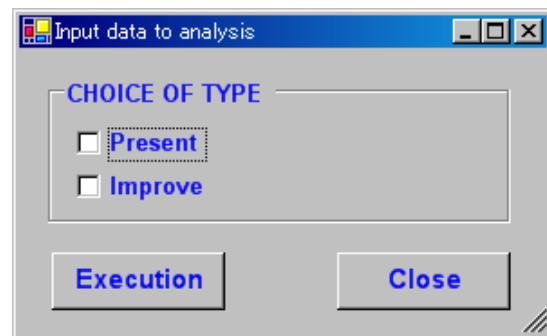 Input data to analysis
CHOICE OF TYPE
Present
Improve
Execution Close